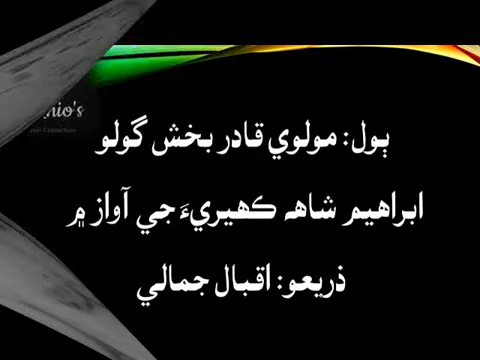 ٻول: مولوي قادر بخش گولو
ابراهيم شاهه کهيريءَ جي آواز ۾
ذريعو: اقبال جمالي